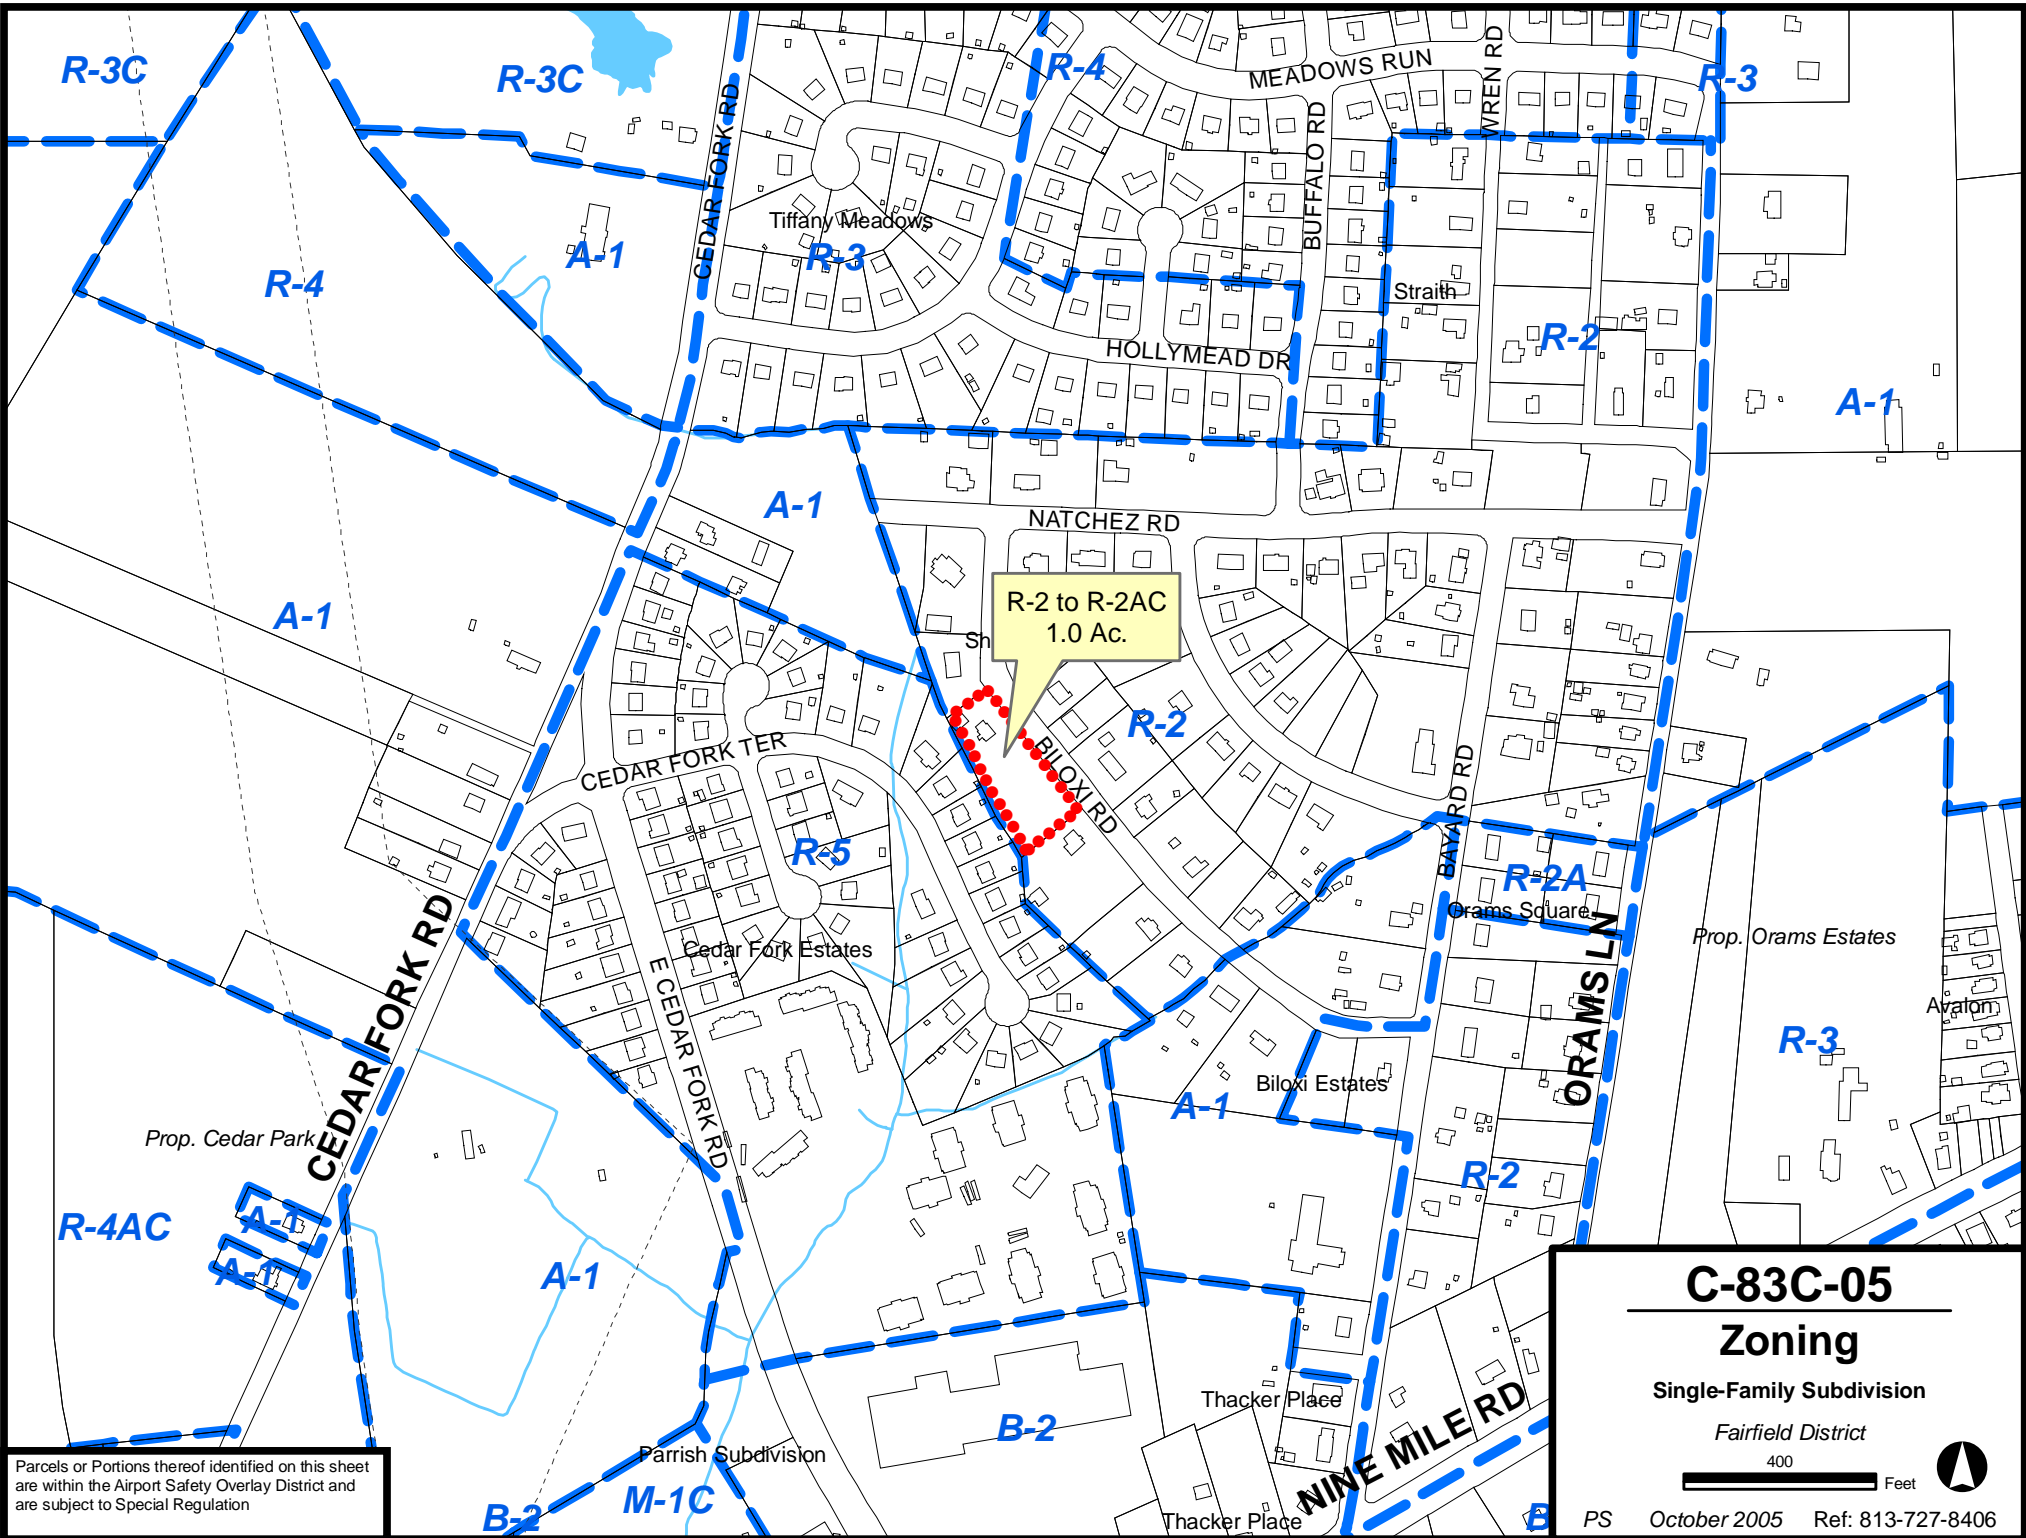 R-3C
R-3C
R-4
MEADOWS RUN
WREN RD
R-3
CEDAR FORK RD
BUFFALO RD
Tiffany Meadows
R-3
A-1
R-4
Straith
R-2
HOLLYMEAD DR
A-1
A-1
NATCHEZ RD
A-1
R-2 to R-2AC
1.0 Ac.
Sh
R-2
BILOXI RD
CEDAR FORK TER
BAYARD RD
R-5
R-2A
Orams Square
CEDAR FORK RD
Cedar Fork Estates
ORAMS LN
Prop. Orams Estates
E CEDAR FORK RD
Avalon
R-3
Biloxi Estates
A-1
Prop. Cedar Park
R-2
R-4AC
A-1
A-1
A-1
Thacker Place
B-2
NINE MILE RD
Parrish Subdivision
M-1C
B-2
Thacker Place
B
C-83C-05
Zoning
Single-Family Subdivision
Fairfield District
400
Feet
PS October 2005 Ref: 813-727-8406
Parcels or Portions thereof identified on this sheet
are within the Airport Safety Overlay District and
are subject to Special Regulation